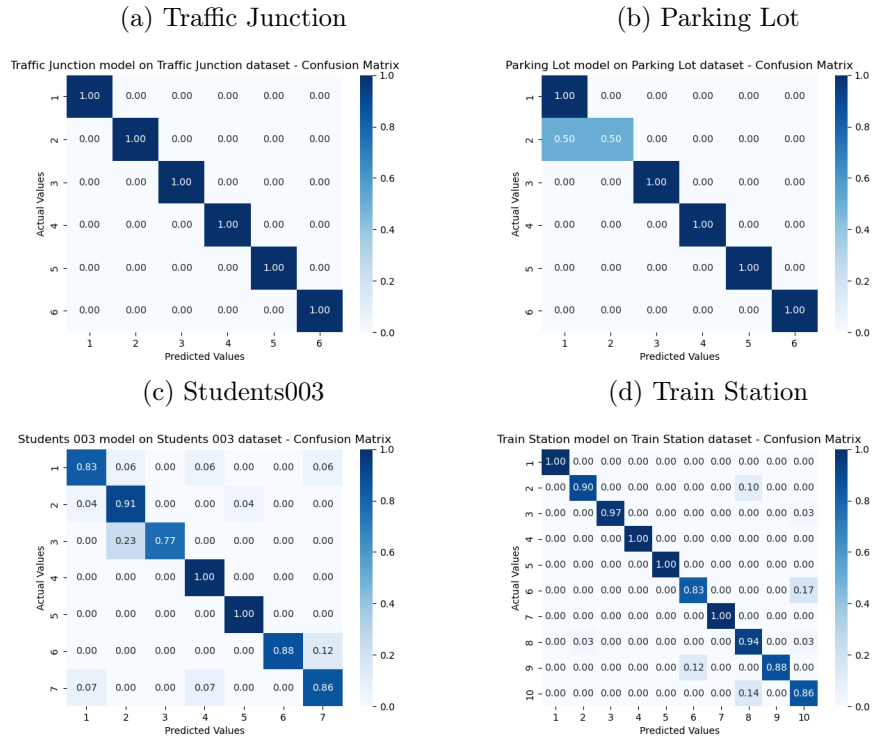 (a) Traffic Junction
Traffic Junction model on Traffic Junction dataset - Confusion Matrix
1 1.00 0.00 0.00 0.00 0.00 0.00
2 0.00 1.00 0.00 0.00 0.00 0.00
3 0.00 0.00 1.00 0.00 0.00 0.00
4 0.00 0.00 0.00 1.00 0.00 0.00
5 0.00 0.00 0.00 0.00 1.00 0.00
6 0.00 0.00 0.00 0.00 0.00 1.00
1 2 3 4 5 6
Predicted Values
Actual Values
1.0
0.8
0.6
0.4
0.2
0.0
(b) Parking Lot
Parking Lot model on Parking Lot dataset - Confusion Matrix
1 1.00 0.00 0.00 0.00 0.00 0.00
2 0.50 0.50 0.00 0.00 0.00 0.00
3 0.00 0.00 1.00 0.00 0.00 0.00
4 0.00 0.00 0.00 1.00 0.00 0.00
5 0.00 0.00 0.00 0.00 1.00 0.00
6 0.00 0.00 0.00 0.00 0.00 1.00
1 2 3 4 5 6
Predicted Values
Actual Values
1.0
0.8
0.6
0.4
0.2
0.0
(c) Students003
Students 003 model on Students 003 dataset - Confusion Matrix
1 0.83 0.06 0.00 0.06 0.00 0.00 0.06
2 0.04 0.91 0.00 0.00 0.04 0.00 0.00
3 0.00 0.23 0.77 0.00 0.00 0.00 0.00
4 0.00 0.00 0.00 1.00 0.00 0.00 0.00
5 0.00 0.00 0.00 0.00 1.00 0.00 0.00
6 0.00 0.00 0.00 0.00 0.00 0.88 0.12
7 0.07 0.00 0.00 0.07 0.00 0.00 0.86
1 2 3 4 5 6 7
Predicted Values
Actual Values
1.0
0.8
0.6
0.4
0.2
0.0
(d) Train Station
Train Station model on Train Station dataset - Confusion Matrix
1 1.00 0.00 0.00 0.00 0.00 0.00 0.00 0.00 0.00 0.00
2 0.00 0.90 0.00 0.00 0.00 0.00 0.00 0.10 0.00 0.00
3 0.00 0.00 0.97 0.00 0.00 0.00 0.00 0.00 0.00 0.03
4 0.00 0.00 0.00 1.00 0.00 0.00 0.00 0.00 0.00 0.00
5 0.00 0.00 0.00 0.00 1.00 0.00 0.00 0.00 0.00 0.00
6 0.00 0.00 0.00 0.00 0.00 0.83 0.00 0.00 0.00 0.17
7 0.00 0.00 0.00 0.00 0.00 0.00 1.00 0.00 0.00 0.00
8 0.00 0.03 0.00 0.00 0.00 0.00 0.00 0.94 0.00 0.03
9 0.00 0.00 0.00 0.00 0.00 0.12 0.00 0.00 0.88 0.00
10 0.00 0.00 0.00 0.00 0.00 0.00 0.00 0.14 0.00 0.86
1 2 3 4 5 6 7 8 9 10
Predicted Values
Actual Values
1.0
0.8
0.6
0.4
0.2
0.0